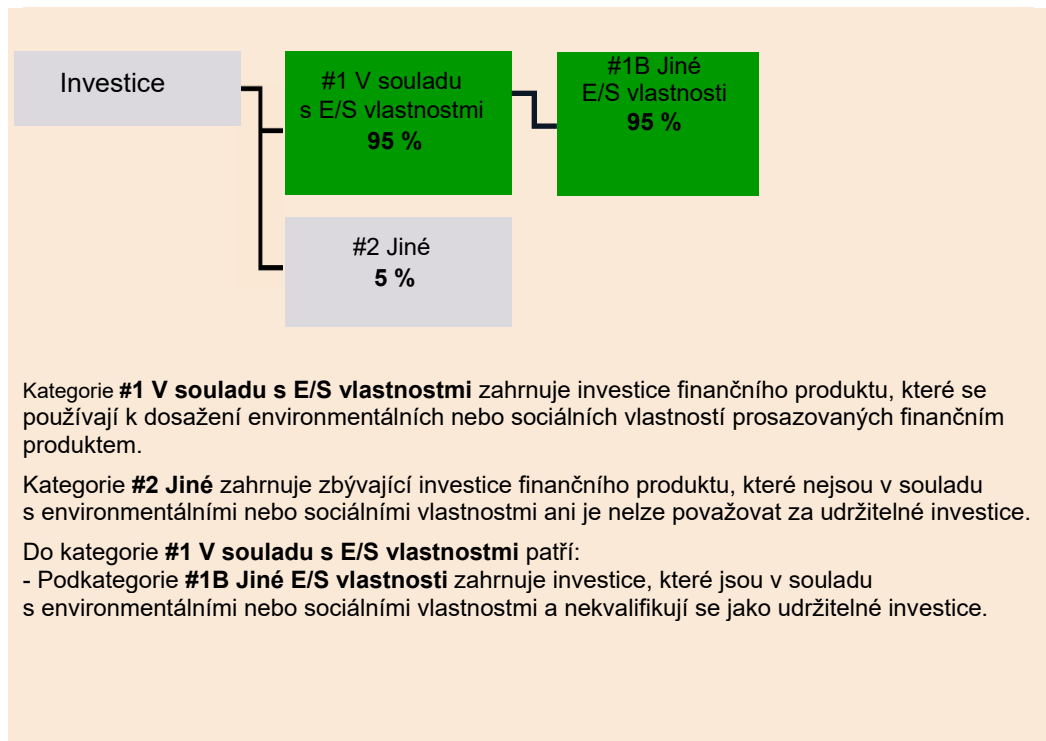 Investice
#1 V souladu
s E/S vlastnostmi
95 %
#1B Jiné
E/S vlastnosti
95 %
#2 Jiné
5 %
Kategorie #1 V souladu s E/S vlastnostmi zahrnuje investice finančního produktu, které se
používají k dosažení environmentálních nebo sociálních vlastností prosazovaných finančním
produktem.
Kategorie #2 Jiné zahrnuje zbývající investice finančního produktu, které nejsou v souladu
s environmentálními nebo sociálními vlastnostmi ani je nelze považovat za udržitelné investice.
Do kategorie #1 V souladu s E/S vlastnostmi patří:
- Podkategorie #1B Jiné E/S vlastnosti zahrnuje investice, které jsou v souladu
s environmentálními nebo sociálními vlastnostmi a nekvalifikují se jako udržitelné investice.